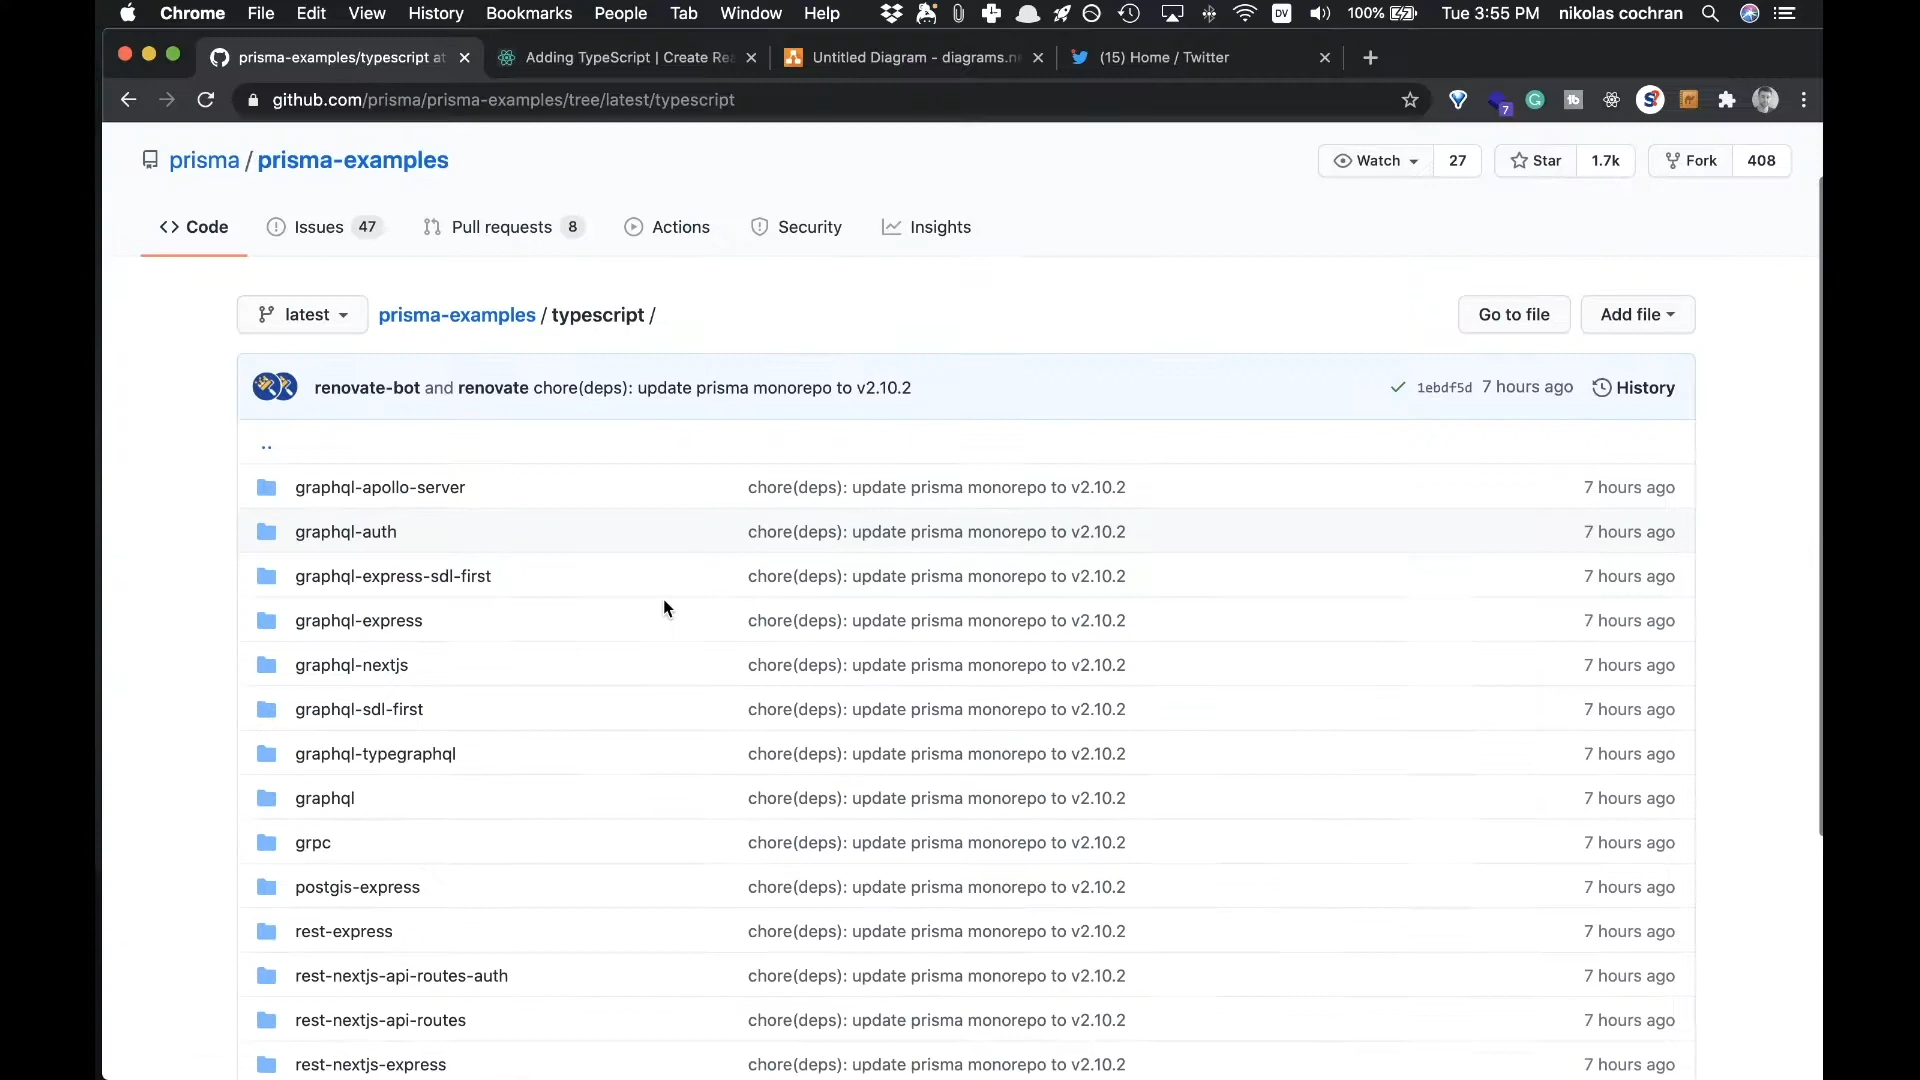 Chrome File Edit View History Bookmarks People Tab Window Help DV 100% Tue 3:55 PM nikolas cochran
prisma-examples/typescript at Adding TypeScript | Create Rea Untitled Diagram - diagrams.ne (15) Home / Twitter
github.com/prisma/prisma-examples/tree/latest/typescript 7
prisma / prisma-examples Watch 27 Star 1.7k Fork 408
Code Issues 47 Pull requests 8 Actions Security Insights
latest prisma-examples / typescript / Go to file Add file
renovate-bot and renovate chore(deps): update prisma monorepo to v2.10.2 1ebdf5d 7 hours ago History
..
graphql-apollo-server chore(deps): update prisma monorepo to v2.10.2 7 hours ago
graphql-auth chore(deps): update prisma monorepo to v2.10.2 7 hours ago
graphql-express-sdl-first chore(deps): update prisma monorepo to v2.10.2 7 hours ago
graphql-express chore(deps): update prisma monorepo to v2.10.2 7 hours ago
graphql-nextjs chore(deps): update prisma monorepo to v2.10.2 7 hours ago
graphql-sdl-first chore(deps): update prisma monorepo to v2.10.2 7 hours ago
graphql-typegraphql chore(deps): update prisma monorepo to v2.10.2 7 hours ago
graphql chore(deps): update prisma monorepo to v2.10.2 7 hours ago
grpc chore(deps): update prisma monorepo to v2.10.2 7 hours ago
postgis-express chore(deps): update prisma monorepo to v2.10.2 7 hours ago
rest-express chore(deps): update prisma monorepo to v2.10.2 7 hours ago
rest-nextjs-api-routes-auth chore(deps): update prisma monorepo to v2.10.2 7 hours ago
rest-nextjs-api-routes chore(deps): update prisma monorepo to v2.10.2 7 hours ago
rest-nextjs-express chore(deps): update prisma monorepo to v2.10.2 7 hours ago